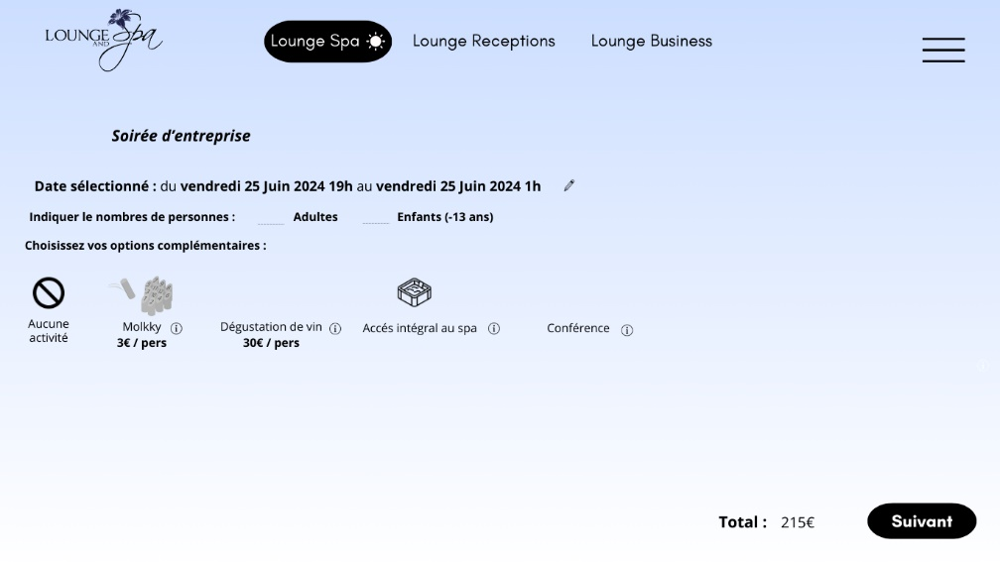 LOUNGE AND Spa
Lounge Spa
Lounge Receptions
Lounge Business
Soirée d'entreprise
Date sélectionné : du vendredi 25 Juin 2024 19h au vendredi 25 Juin 2024 1h
Indiquer le nombres de personnes : Adultes Enfants (-13 ans)
Choisissez vos options complémentaires :
Aucune
activité
Molkky
3€ / pers
Dégustation de vin
30€ / pers
Accés intégral au spa
Conférence
Total : 215€
Suivant